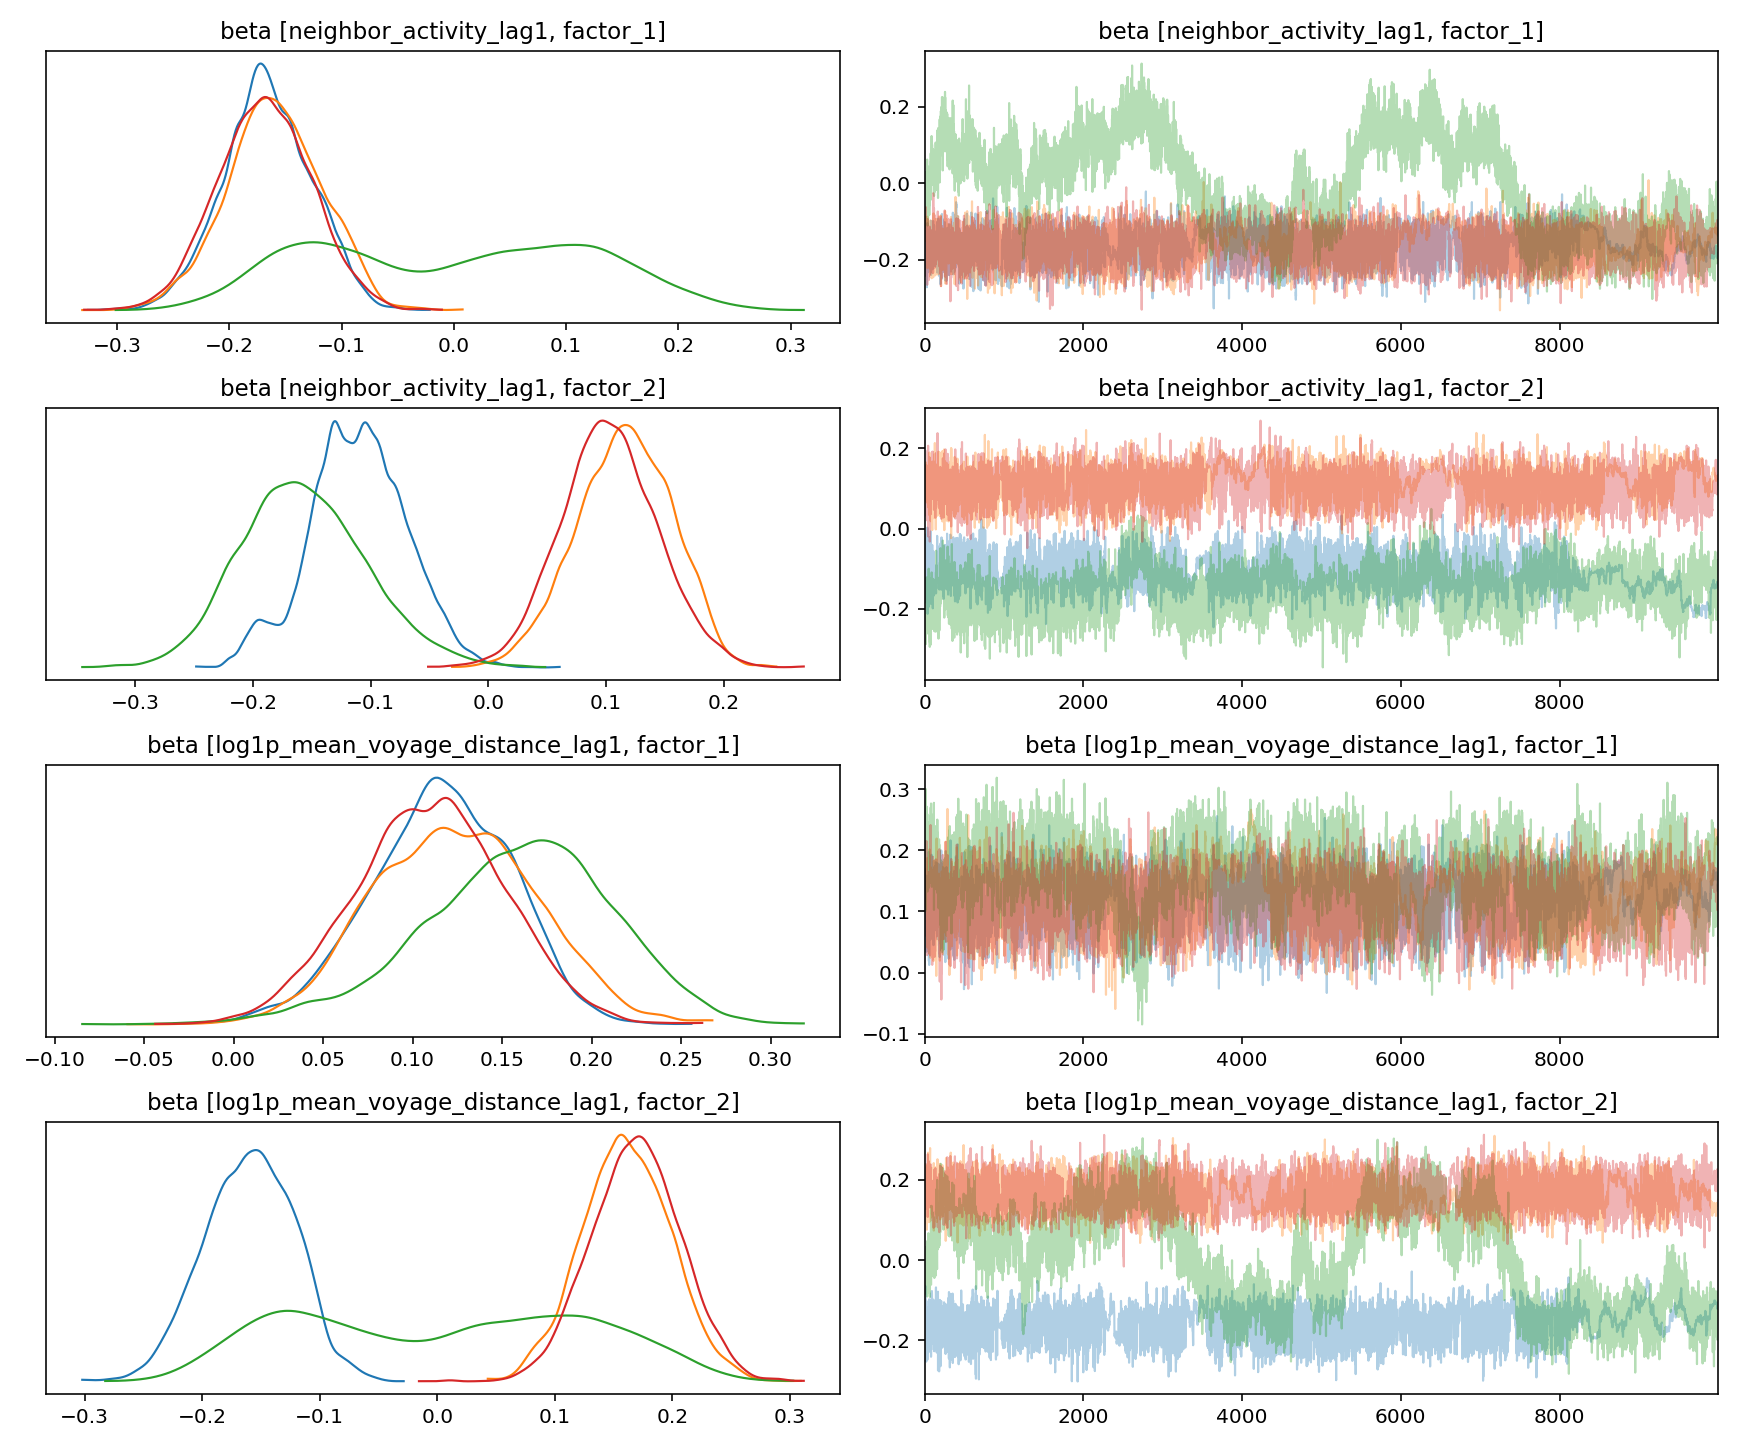 beta [neighbor_activity_lag1, factor_1]
beta [neighbor_activity_lag1, factor_1]
0.2
0.0
−0.2
−0.3 −0.2 −0.1 0.0 0.1 0.2 0.3
0 2000 4000 6000 8000
beta [neighbor_activity_lag1, factor_2]
beta [neighbor_activity_lag1, factor_2]
0.2
0.0
−0.2
−0.3 −0.2 −0.1 0.0 0.1 0.2
0 2000 4000 6000 8000
beta [log1p_mean_voyage_distance_lag1, factor_1]
beta [log1p_mean_voyage_distance_lag1, factor_1]
0.3
0.2
0.1
0.0
−0.1
−0.10 −0.05 0.00 0.05 0.10 0.15 0.20 0.25 0.30
0 2000 4000 6000 8000
beta [log1p_mean_voyage_distance_lag1, factor_2]
beta [log1p_mean_voyage_distance_lag1, factor_2]
0.2
0.0
−0.2
−0.3 −0.2 −0.1 0.0 0.1 0.2 0.3
0 2000 4000 6000 8000